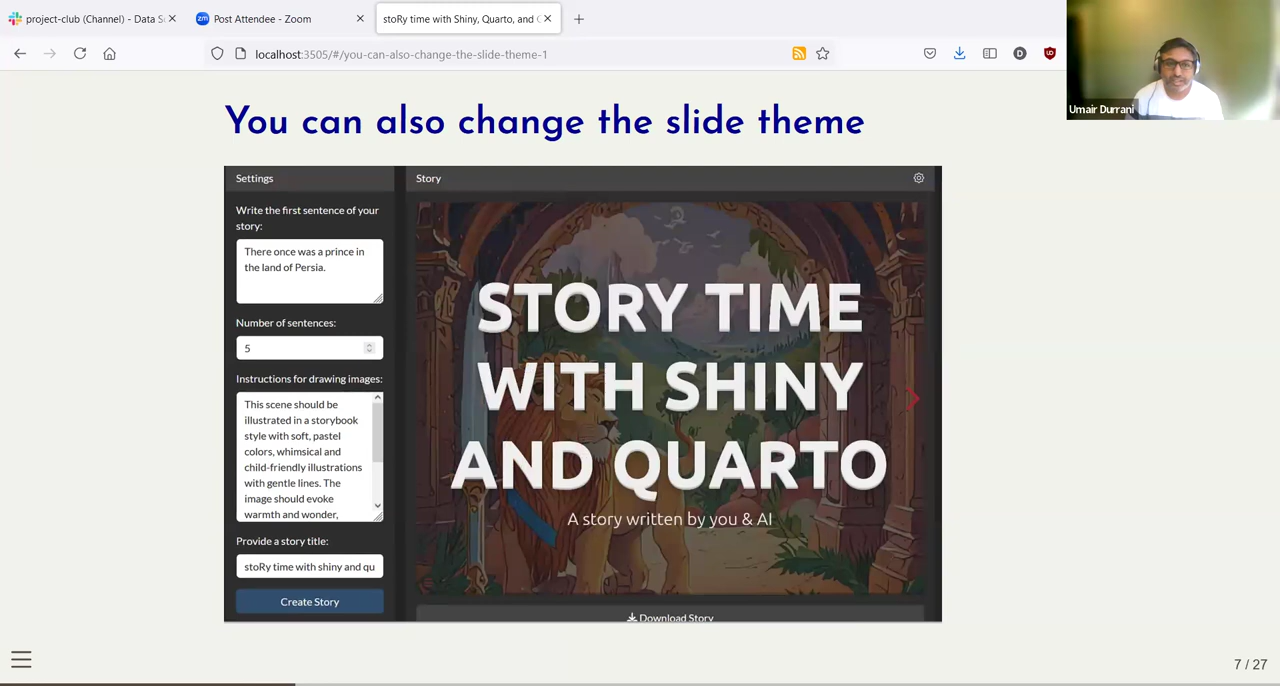 project-club (Channel) - Data S
Post Attendee - Zoom
stoRy time with Shiny, Quarto, and
localhost:3505/#/you-can-also-change-the-slide-theme-1
Umair Durrani
You can also change the slide theme
Settings
Write the first sentence of your
story:
There once was a prince in
the land of Persia.
Number of sentences:
5
Instructions for drawing images:
This scene should be
illustrated in a storybook
style with soft, pastel
colors, whimsical and
child-friendly illustrations
with gentle lines. The
image should evoke
warmth and wonder,
Provide a story title:
stoRy time with shiny and qu
Create Story
Story
STORY TIME
WITH SHINY
AND QUARTO
A story written by you & AI
Download Story
7 / 27